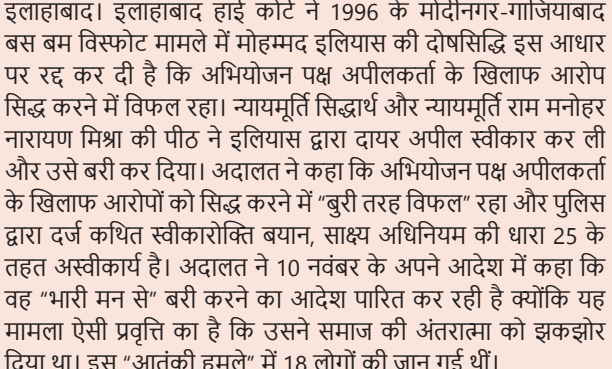 इलाहाबाद। इलाहाबाद हाई कोर्ट ने 1996 के मोदीनगर-गाजियाबाद
बस बम विस्फोट मामले में मोहम्मद इलियास की दोषसिद्धि इस आधार
पर रद्द कर दी है कि अभियोजन पक्ष अपीलकर्ता के खिलाफ आरोप
सिद्ध करने में विफल रहा। न्यायमूर्ति सिद्धार्थ और न्यायमूर्ति राम मनोहर
नारायण मिश्रा की पीठ ने इलियास द्वारा दायर अपील स्वीकार कर ली
और उसे बरी कर दिया। अदालत ने कहा कि अभियोजन पक्ष अपीलकर्ता
के खिलाफ आरोपों को सिद्ध करने में “बुरी तरह विफल” रहा और पुलिस
द्वारा दर्ज कथित स्वीकारोक्ति बयान, साक्ष्य अधिनियम की धारा 25 के
तहत अस्वीकार्य है। अदालत ने 10 नवंबर के अपने आदेश में कहा कि
वह “भारी मन से” बरी करने का आदेश पारित कर रही है क्योंकि यह
मामला ऐसी प्रवृत्ति का है कि उसने समाज की अंतरात्मा को झकझोर
दिया था। इस “आतंकी हमले” में 18 लोगों की जान गई थीं।